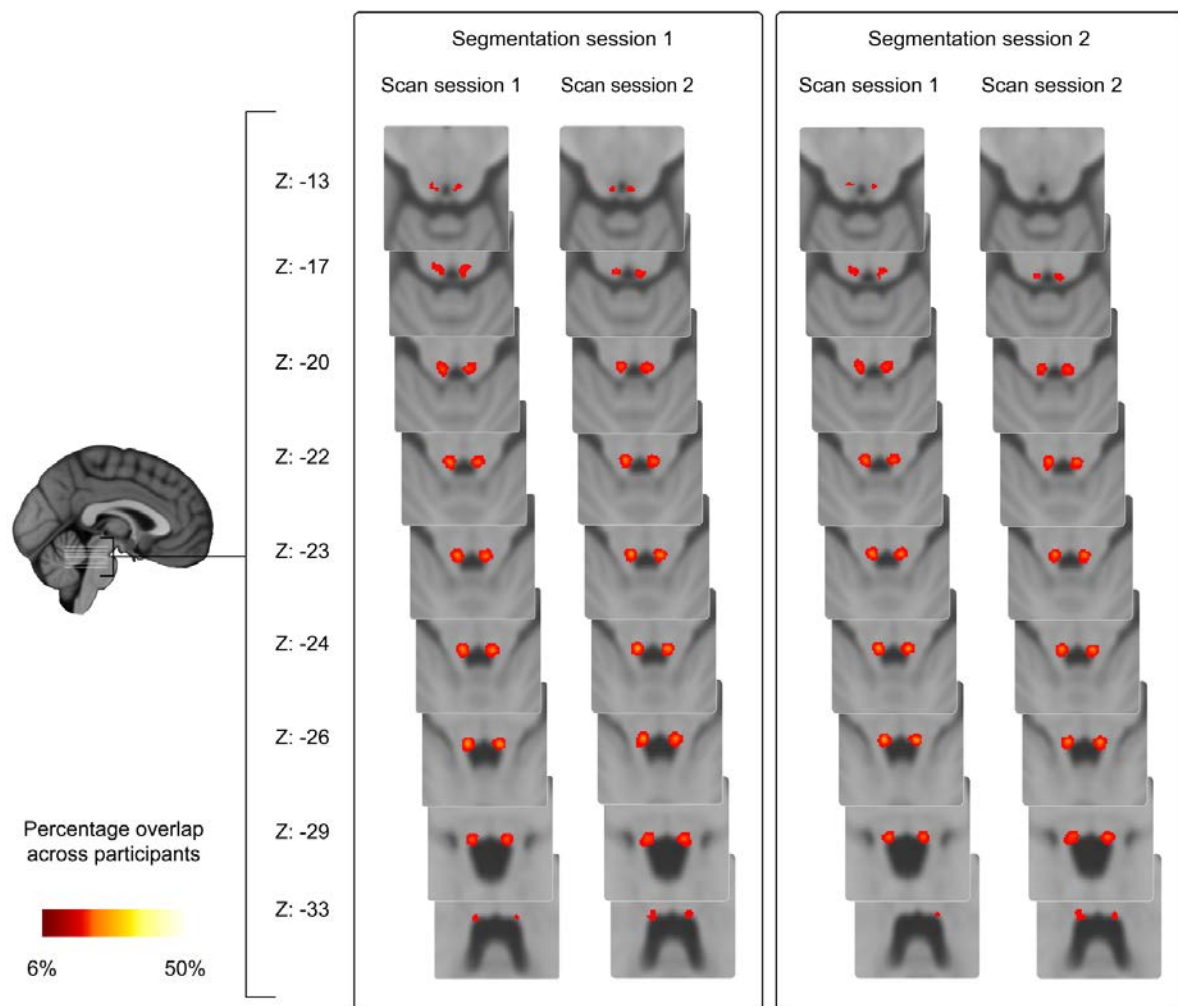 Segmentation session 1
Segmentation session 2
Scan session 1
Scan session 2
Scan session 1
Scan session 2
Z: -13
Z: -17
Z: -20
Z: -22
Z: -23
Z: -24
Z: -26
Z: -29
Z: -33
Percentage overlap
across participants
6%
50%